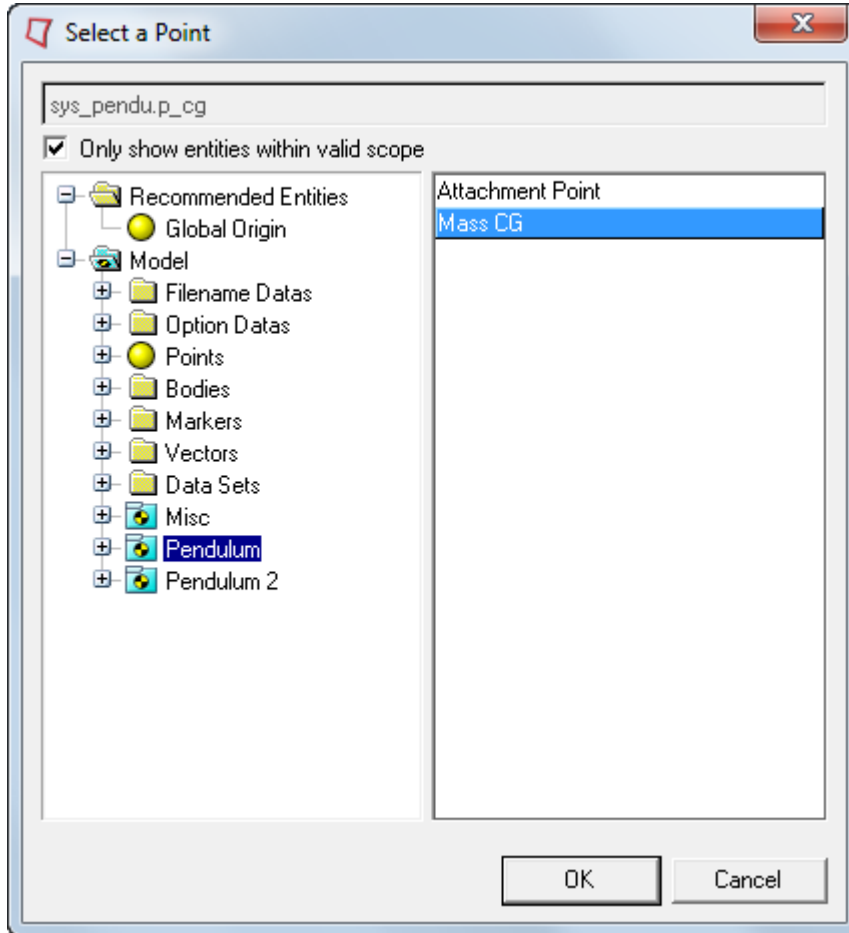 Select a Point
sys_pendu.p_cg
Only show entities within valid scope
Recommended Entities
Global Origin
Model
Filename Datas
Option Datas
Points
Bodies
Markers
Vectors
Data Sets
Misc
Pendulum
Pendulum 2
Attachment Point
Mass CG
OK
Cancel